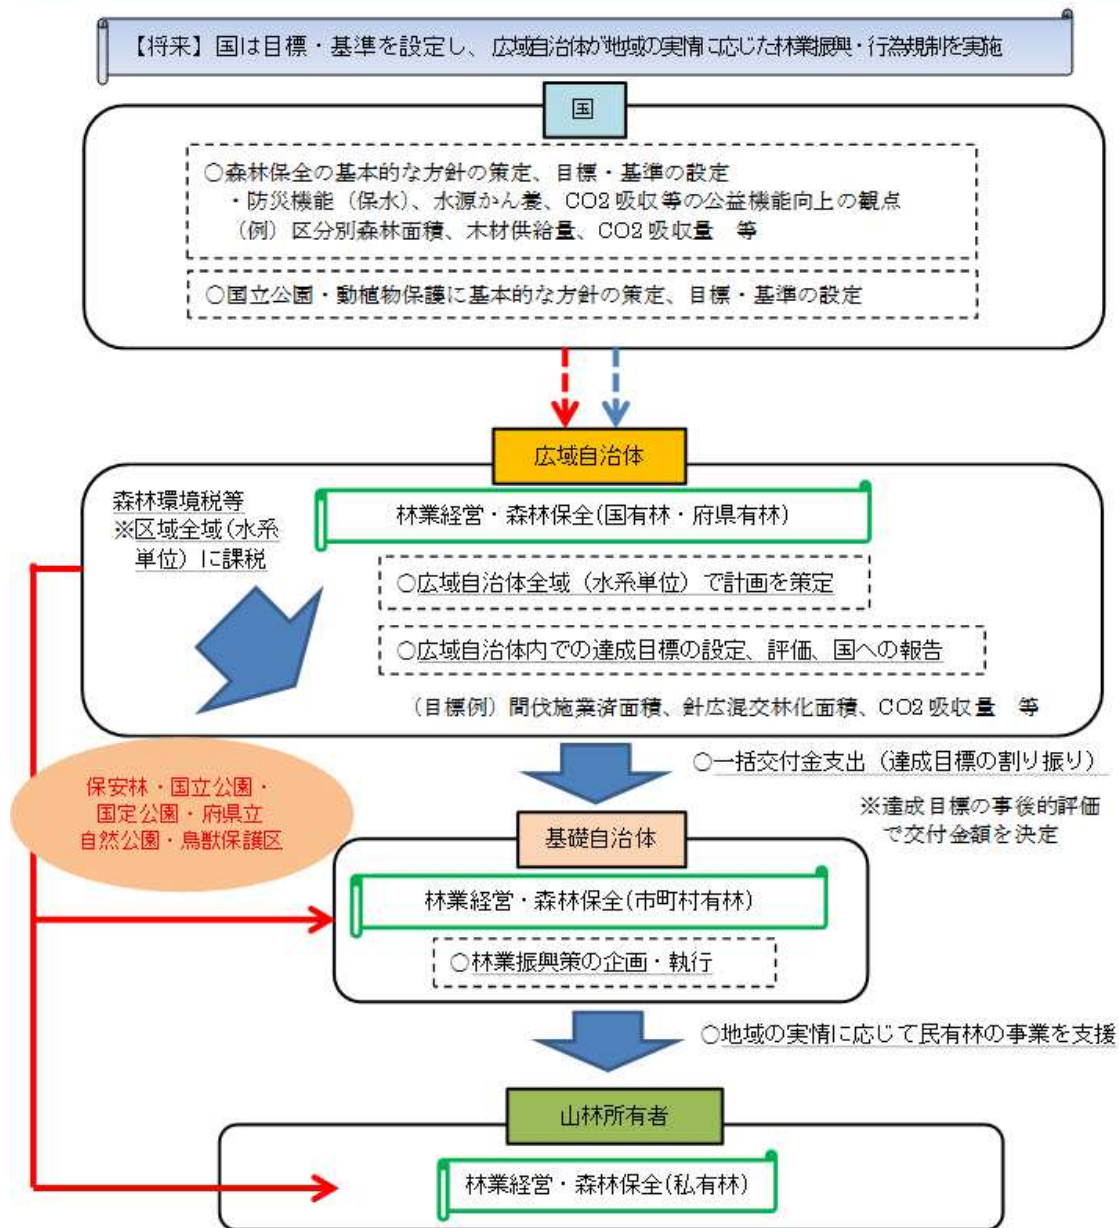 【将来】国は目標・基準を設定し、広域自治体が地域の実情に応じた林業振興・行為規制を実施
国
○森林保全の基本的な方針の策定、目標・基準の設定
・防災機能（保水）、水源かん養、CO2吸収等の公益機能向上の観点
（例）区分別森林面積、木材供給量、CO2吸収量　等
○国立公園・動植物保護に基本的な方針の策定、目標・基準の設定
広域自治体
森林環境税等
※区域全域（水系
単位）に課税
林業経営・森林保全(国有林・府県有林)
○広域自治体全域（水系単位）で計画を策定
○広域自治体内での達成目標の設定、評価、国への報告
（目標例）間伐施業済面積、針広混交林化面積、CO2吸収量　等
○一括交付金支出（達成目標の割り振り）
※達成目標の事後的評価
で交付金額を決定
保安林・国立公園・
国定公園・府県立
自然公園・鳥獣保護区
基礎自治体
林業経営・森林保全(市町村有林)
○林業振興策の企画・執行
○地域の実情に応じて民有林の事業を支援
山林所有者
林業経営・森林保全(私有林)